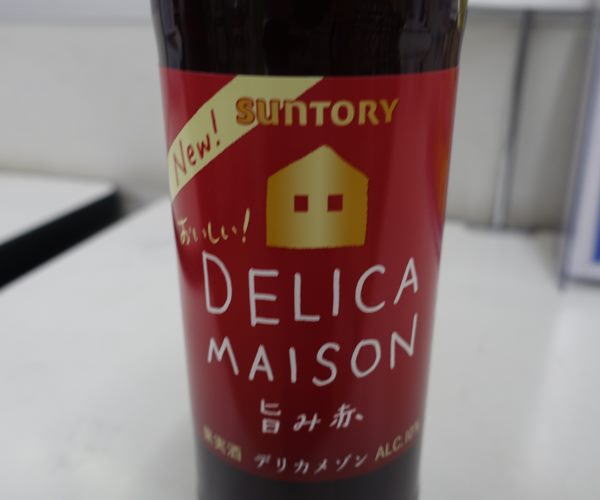 SUNTORY
New!
おいしい!
DELICA
MAISON
旨み赤、
果実酒 デリカメゾン ALC.10%